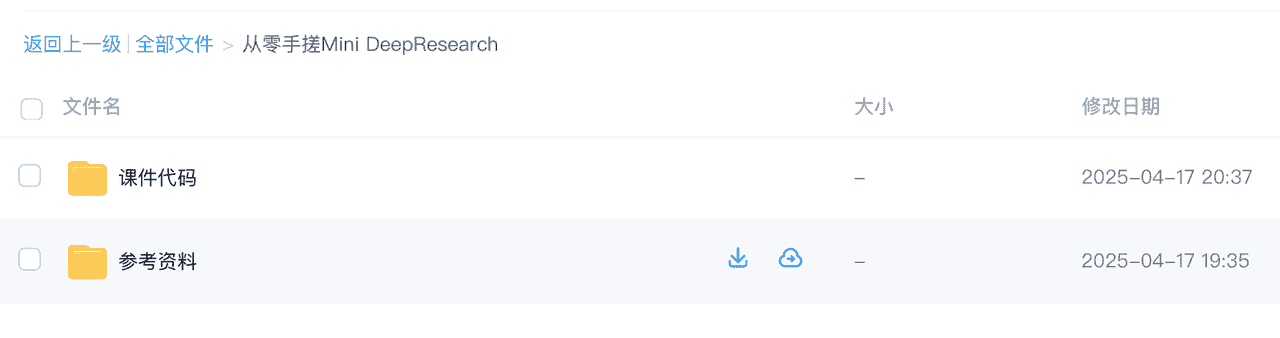 返回上一级 | 全部文件 > 从零手搓Mini DeepResearch
文件名 大小 修改日期
课件代码 – 2025-04-17 20:37
参考资料 – 2025-04-17 19:35